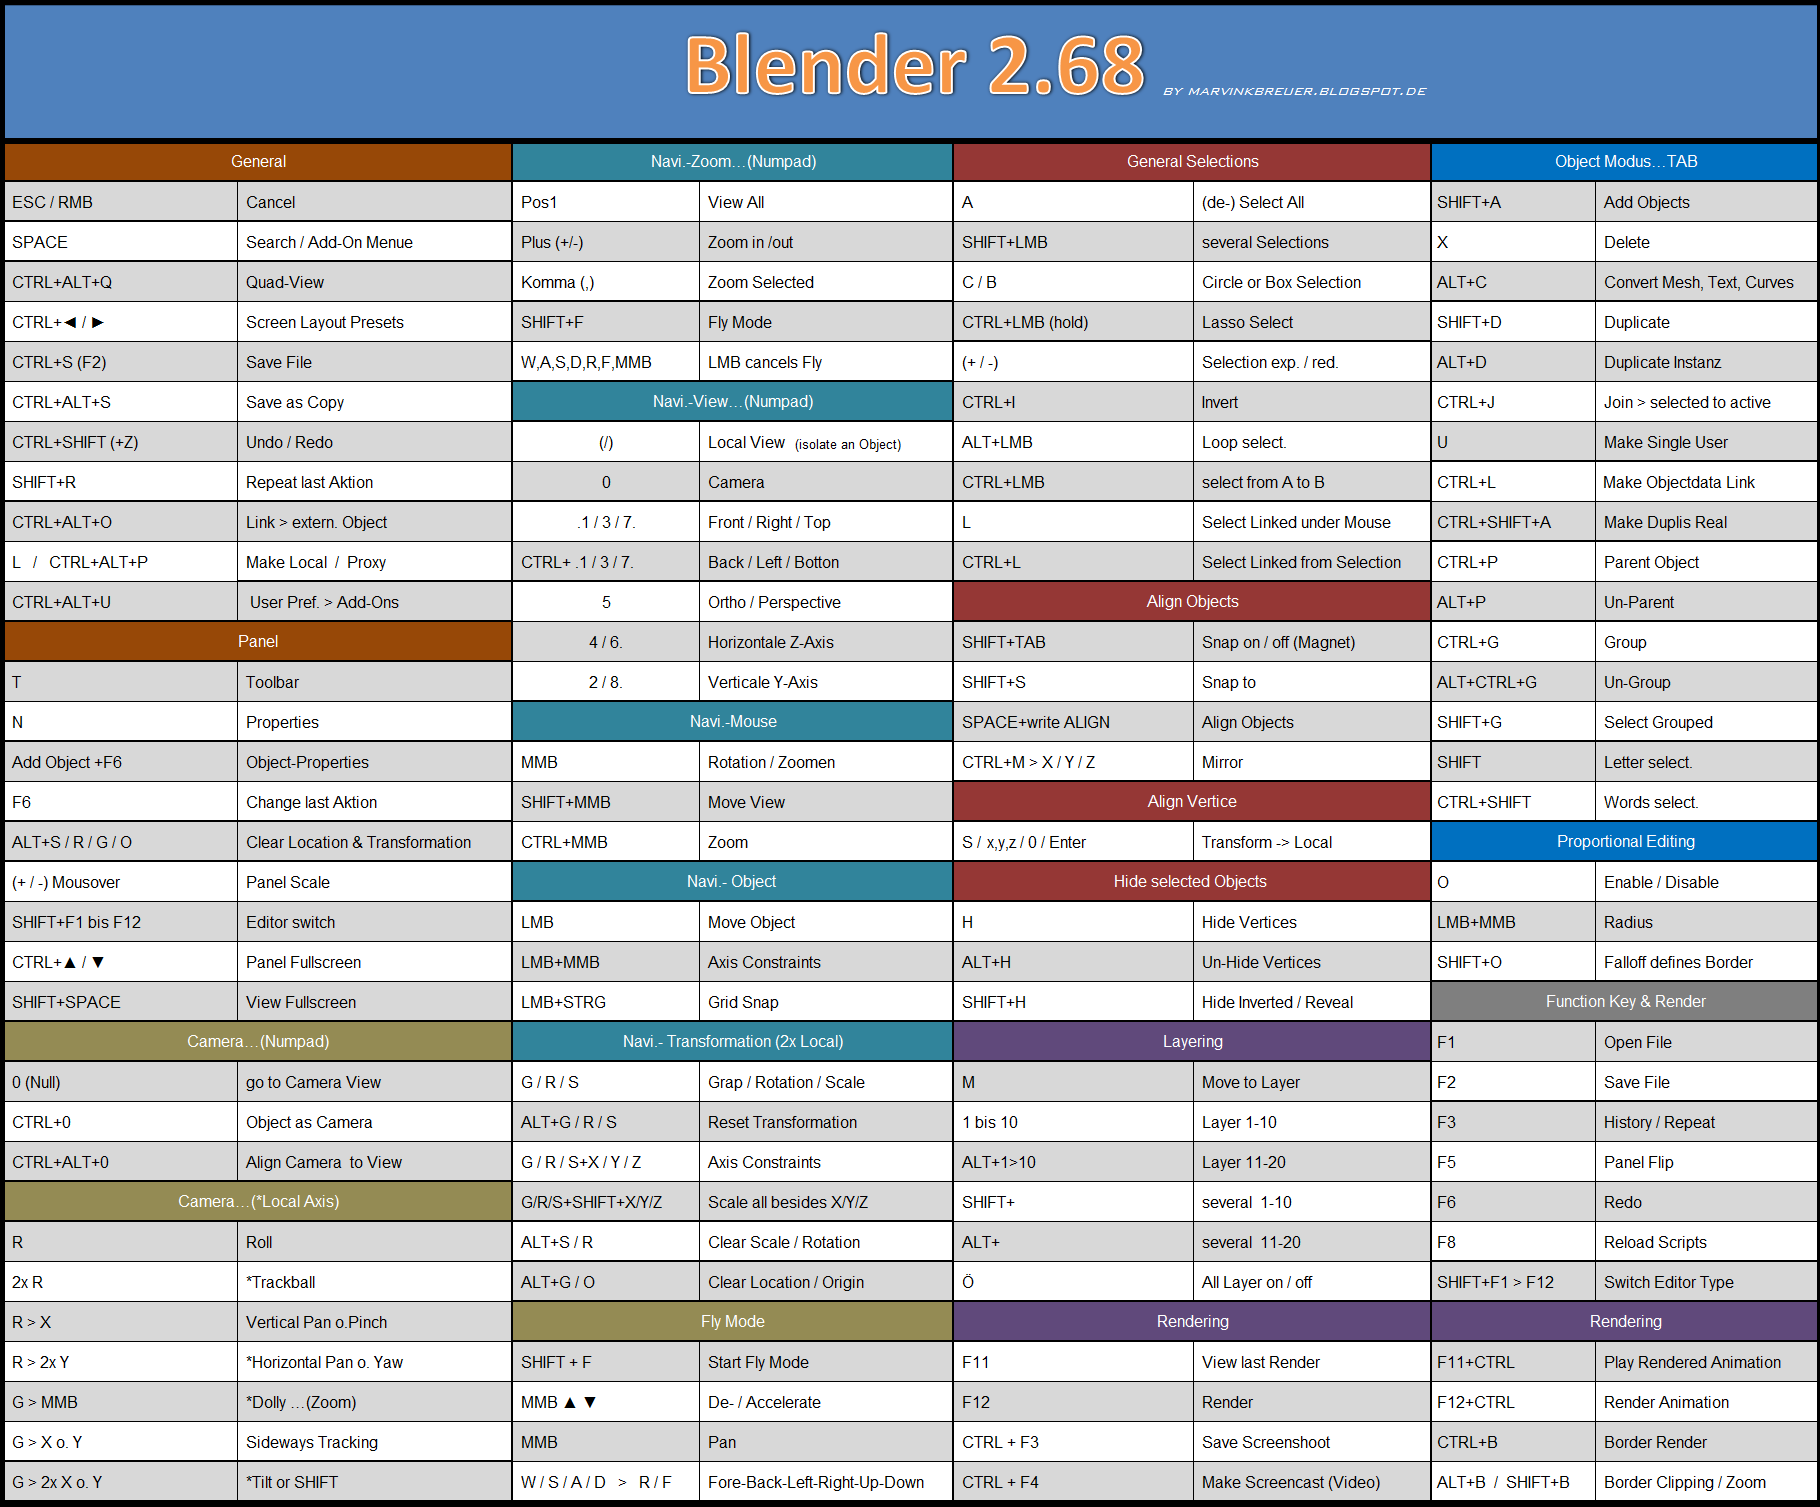 Blender 2.68 BY MARVINKBREUER.BLOGSPOT.DE
General
ESC / RMB Cancel
SPACE Search / Add-On Menue
CTRL+ALT+Q Quad-View
CTRL+◄ / ► Screen Layout Presets
CTRL+S (F2) Save File
CTRL+ALT+S Save as Copy
CTRL+SHIFT (+Z) Undo / Redo
SHIFT+R Repeat last Aktion
CTRL+ALT+O Link > extern. Object
L / CTRL+ALT+P Make Local / Proxy
CTRL+ALT+U User Pref. > Add-Ons
Panel
T Toolbar
N Properties
Add Object +F6 Object-Properties
F6 Change last Aktion
ALT+S / R / G / O Clear Location & Transformation
(+ / -) Mousover Panel Scale
SHIFT+F1 bis F12 Editor switch
CTRL+▲ / ▼ Panel Fullscreen
SHIFT+SPACE View Fullscreen
Camera...(Numpad)
0 (Null) go to Camera View
CTRL+0 Object as Camera
CTRL+ALT+0 Align Camera to View
Camera...(*Local Axis)
R Roll
2x R *Trackball
R > X Vertical Pan o.Pinch
R > 2x Y *Horizontal Pan o. Yaw
G > MMB *Dolly ...(Zoom)
G > X o. Y Sideways Tracking
G > 2x X o. Y *Tilt or SHIFT
Navi.-Zoom...(Numpad)
Pos1 View All
Plus (+/-) Zoom in /out
Komma (,) Zoom Selected
SHIFT+F Fly Mode
W,A,S,D,R,F,MMB LMB cancels Fly
Navi.-View...(Numpad)
(/) Local View (isolate an Object)
0 Camera
.1 / 3 / 7. Front / Right / Top
CTRL+ .1 / 3 / 7. Back / Left / Botton
5 Ortho / Perspective
4 / 6. Horizontale Z-Axis
2 / 8. Verticale Y-Axis
Navi.-Mouse
MMB Rotation / Zoomen
SHIFT+MMB Move View
CTRL+MMB Zoom
Navi.- Object
LMB Move Object
LMB+MMB Axis Constraints
LMB+STRG Grid Snap
Navi.- Transformation (2x Local)
G / R / S Grap / Rotation / Scale
ALT+G / R / S Reset Transformation
G / R / S+X / Y / Z Axis Constraints
G/R/S+SHIFT+X/Y/Z Scale all besides X/Y/Z
ALT+S / R Clear Scale / Rotation
ALT+G / O Clear Location / Origin
Fly Mode
SHIFT + F Start Fly Mode
MMB ▲ ▼ De- / Accelerate
MMB Pan
W / S / A / D > R / F Fore-Back-Left-Right-Up-Down
General Selections
A (de-) Select All
SHIFT+LMB several Selections
C / B Circle or Box Selection
CTRL+LMB (hold) Lasso Select
(+ / -) Selection exp. / red.
CTRL+I Invert
ALT+LMB Loop select.
CTRL+LMB select from A to B
L Select Linked under Mouse
CTRL+L Select Linked from Selection
Align Objects
SHIFT+TAB Snap on / off (Magnet)
SHIFT+S Snap to
SPACE+write ALIGN Align Objects
CTRL+M > X / Y / Z Mirror
Align Vertice
S / x,y,z / 0 / Enter Transform -> Local
Hide selected Objects
H Hide Vertices
ALT+H Un-Hide Vertices
SHIFT+H Hide Inverted / Reveal
Layering
M Move to Layer
1 bis 10 Layer 1-10
ALT+1>10 Layer 11-20
SHIFT+ several 1-10
ALT+ several 11-20
Ö All Layer on / off
Rendering
F11 View last Render
F12 Render
CTRL + F3 Save Screenshoot
CTRL + F4 Make Screencast (Video)
Object Modus...TAB
SHIFT+A Add Objects
X Delete
ALT+C Convert Mesh, Text, Curves
SHIFT+D Duplicate
ALT+D Duplicate Instanz
CTRL+J Join > selected to active
U Make Single User
CTRL+L Make Objectdata Link
CTRL+SHIFT+A Make Duplis Real
CTRL+P Parent Object
ALT+P Un-Parent
CTRL+G Group
ALT+CTRL+G Un-Group
SHIFT+G Select Grouped
SHIFT Letter select.
CTRL+SHIFT Words select.
Proportional Editing
O Enable / Disable
LMB+MMB Radius
SHIFT+O Falloff defines Border
Function Key & Render
F1 Open File
F2 Save File
F3 History / Repeat
F5 Panel Flip
F6 Redo
F8 Reload Scripts
SHIFT+F1 > F12 Switch Editor Type
Rendering
F11+CTRL Play Rendered Animation
F12+CTRL Render Animation
CTRL+B Border Render
ALT+B / SHIFT+B Border Clipping / Zoom